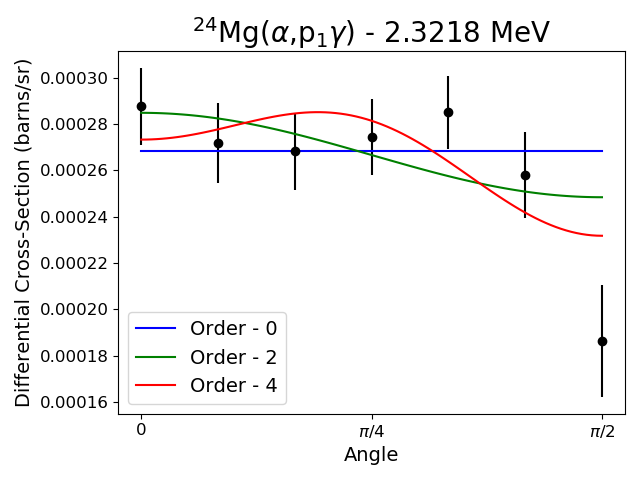 ²⁴Mg(α,p₁γ) - 2.3218 MeV
Differential Cross-Section (barns/sr)
0.00030
0.00028
0.00026
0.00024
0.00022
0.00020
0.00018
0.00016
Order - 0
Order - 2
Order - 4
0
π/4
π/2
Angle